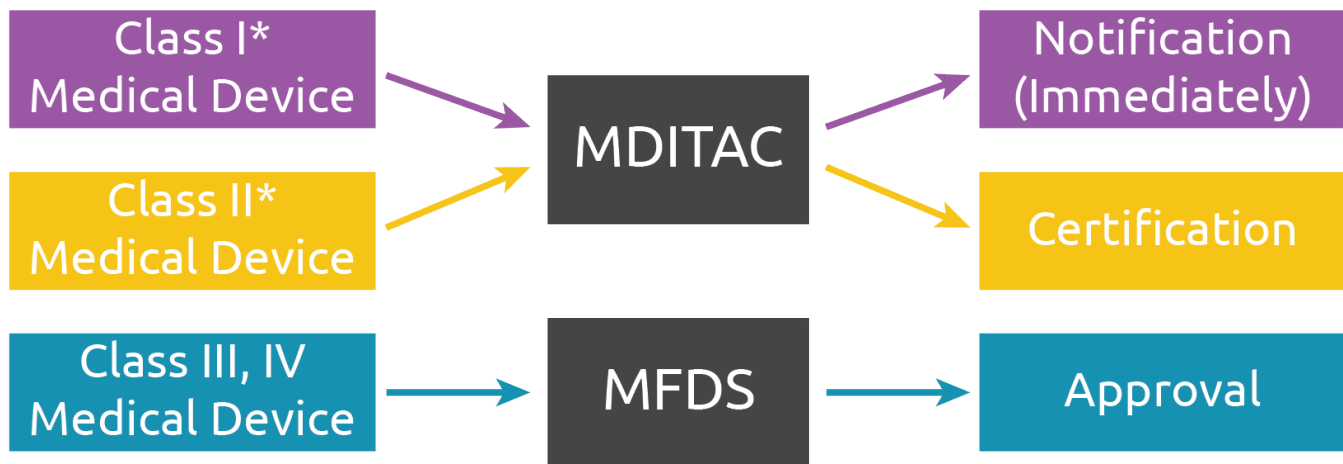 Class I*
Medical Device
MDITAC
Notification
(Immediately)
Class II*
Medical Device
Certification
Class III, IV
Medical Device
MFDS
Approval